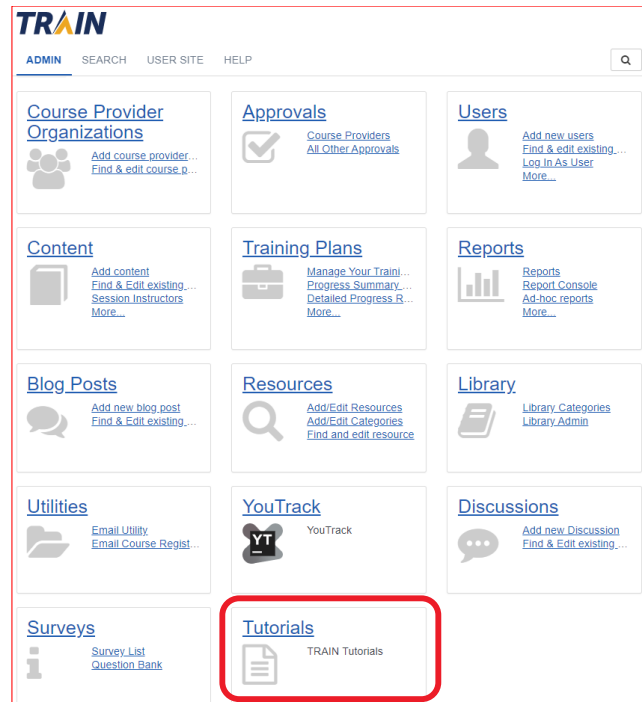 TRAIN
ADMIN SEARCH USER SITE HELP
Course Provider
Organizations
Add course provider...
Find & edit course p...
Approvals
Course Providers
All Other Approvals
Users
Add new users
Find & edit existing ...
Log In As User
More...
Content
Add content
Find & Edit existing ...
Session Instructors
More...
Training Plans
Manage Your Traini...
Progress Summary ...
Detailed Progress R...
More...
Reports
Reports
Report Console
Ad-hoc reports
More...
Blog Posts
Add new blog post
Find & Edit existing ...
Resources
Add/Edit Resources
Add/Edit Categories
Find and edit resource
Library
Library Categories
Library Admin
Utilities
Email Utility
Email Course Regist...
YouTrack
YT
YouTrack
Discussions
Add new Discussion
Find & Edit existing ...
Surveys
Survey List
Question Bank
Tutorials
TRAIN Tutorials